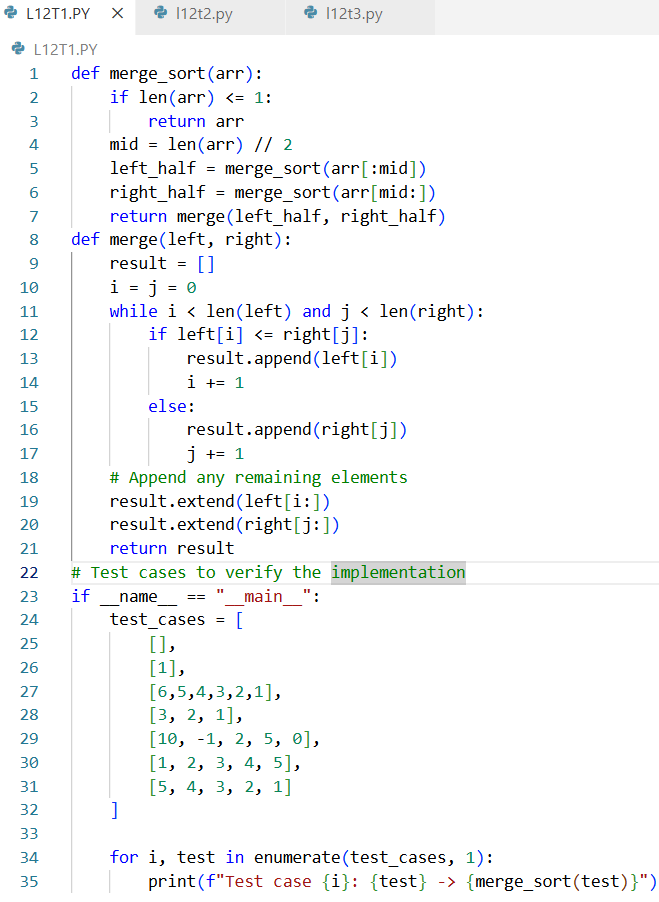 L12T1.PY × l12t2.py l12t3.py
L12T1.PY
1 def merge_sort(arr):
2     if len(arr) <= 1:
3         return arr
4     mid = len(arr) // 2
5     left_half = merge_sort(arr[:mid])
6     right_half = merge_sort(arr[mid:])
7     return merge(left_half, right_half)
8 def merge(left, right):
9     result = []
10     i = j = 0
11     while i < len(left) and j < len(right):
12         if left[i] <= right[j]:
13             result.append(left[i])
14             i += 1
15         else:
16             result.append(right[j])
17             j += 1
18     # Append any remaining elements
19     result.extend(left[i:])
20     result.extend(right[j:])
21     return result
22 # Test cases to verify the implementation
23 if __name__ == "__main__":
24     test_cases = [
25         [],
26         [1],
27         [6,5,4,3,2,1],
28         [3, 2, 1],
29         [10, -1, 2, 5, 0],
30         [1, 2, 3, 4, 5],
31         [5, 4, 3, 2, 1]
32     ]
33
34     for i, test in enumerate(test_cases, 1):
35         print(f"Test case {i}: {test} -> {merge_sort(test)}")